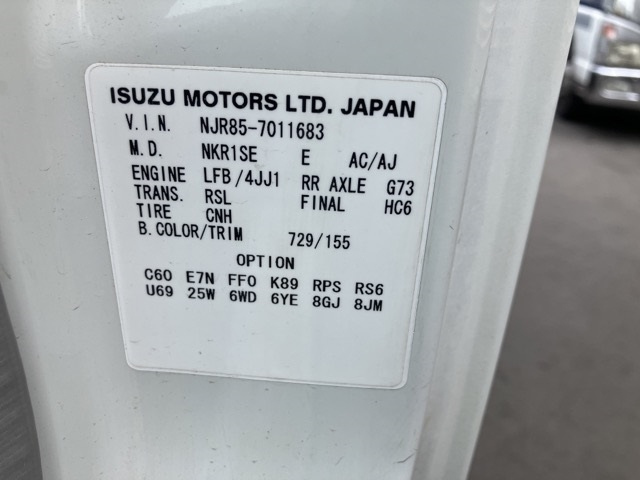 ISUZU MOTORS LTD. JAPAN
V.I.N. NJR85-7011683
M.D. NKR1SE E AC/AJ
ENGINE LFB/4JJ1 RR AXLE G73
TRANS. RSL FINAL HC6
TIRE CNH
B.COLOR/TRIM 729/155
OPTION
C60 E7N FF0 K89 RPS RS6
U69 25W 6WD 6YE 8GJ 8JM